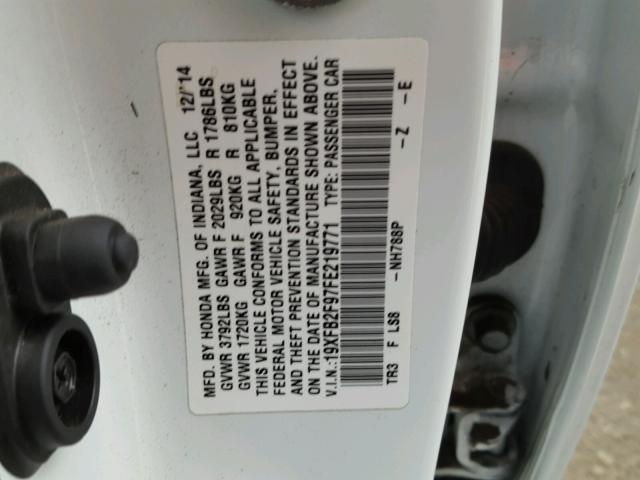 MFD. BY HONDA MFG. OF INDIANA, LLC 12/14
GVWR 3792LBS GAWR F 2029LBS R 1786LBS
GVWR 1720KG GAWR F 920KG R 810KG
THIS VEHICLE CONFORMS TO ALL APPLICABLE
FEDERAL MOTOR VEHICLE SAFETY, BUMPER,
AND THEFT PREVENTION STANDARDS IN EFFECT
ON THE DATE OF MANUFACTURE SHOWN ABOVE.
V.I.N.:19XFB2F97FE219771 TYPE: PASSENGER CAR
TR3 F LS8 –NH788P –Z –E